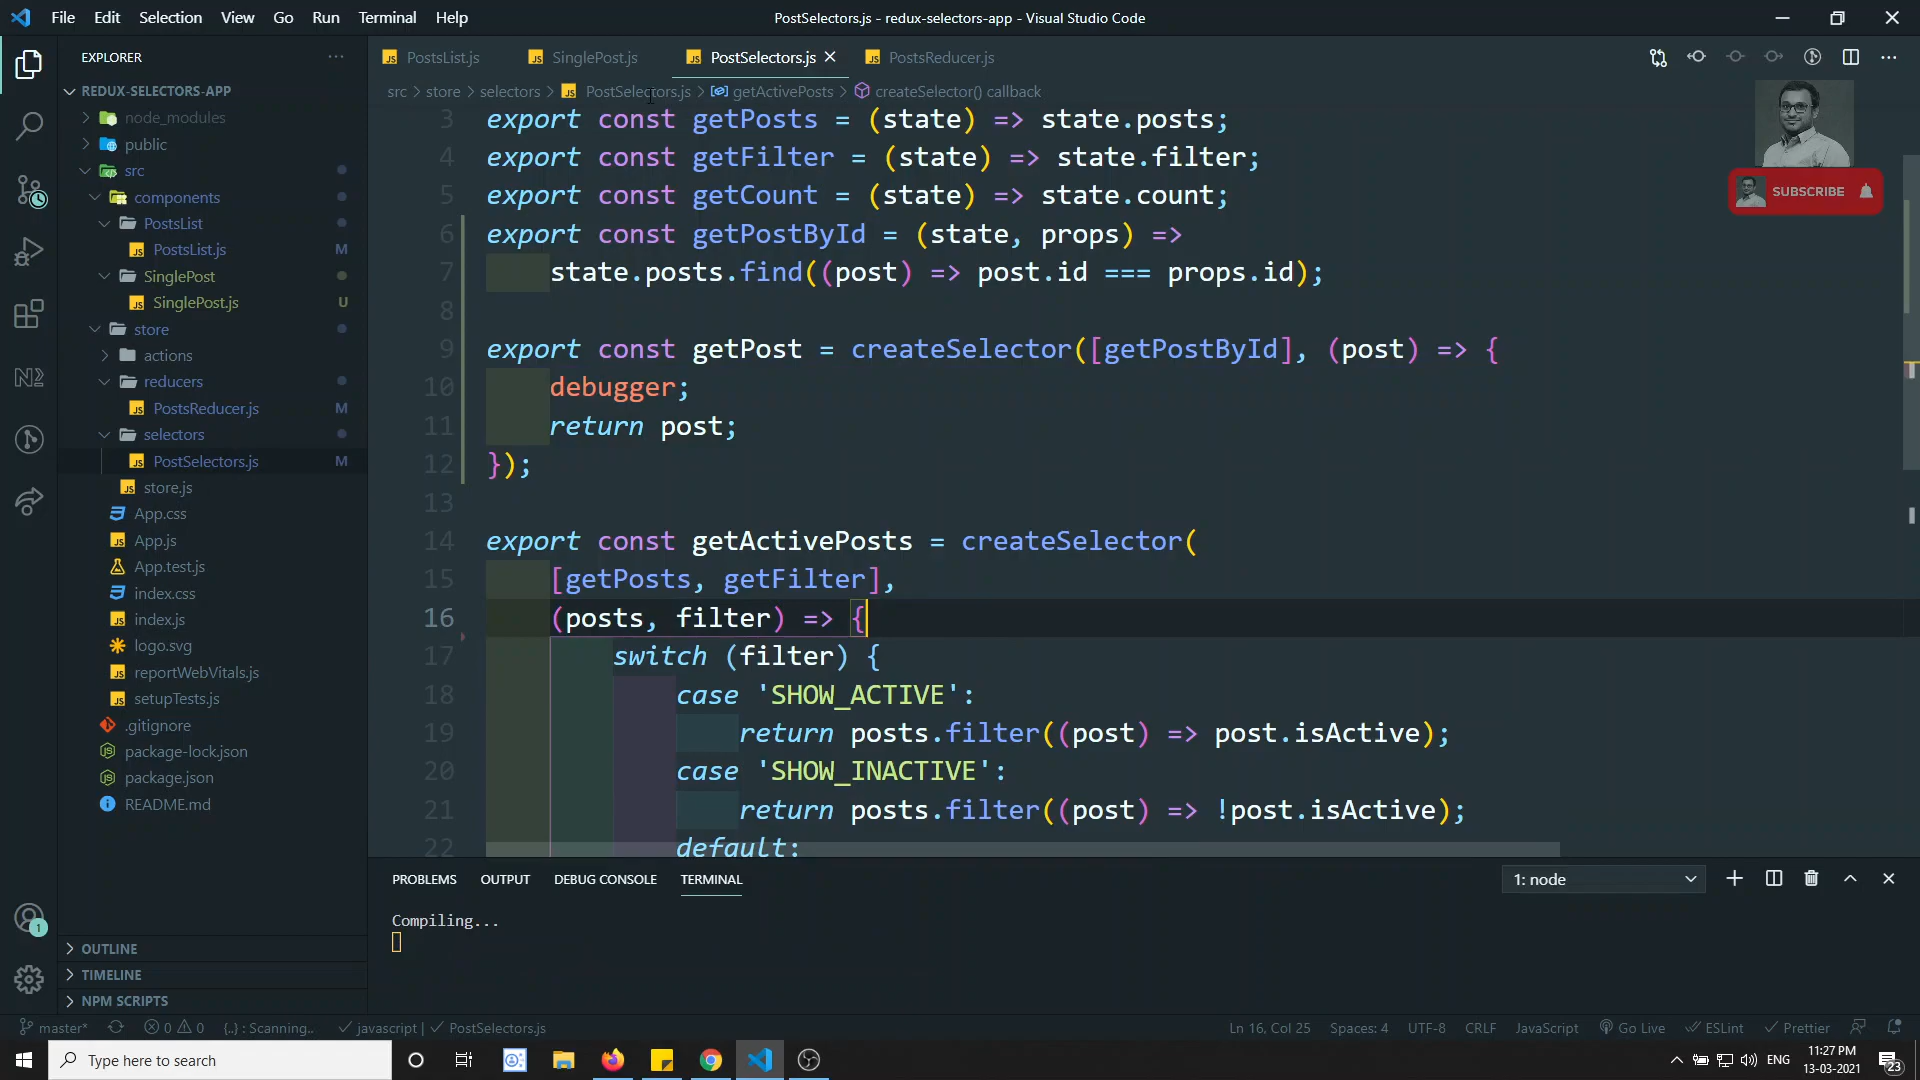 File Edit Selection View Go Run Terminal Help
PostSelectors.js - redux-selectors-app - Visual Studio Code
EXPLORER
REDUX-SELECTORS-APP
node_modules
public
src
components
PostsList
PostsList.js M
SinglePost
SinglePost.js U
store
actions
reducers
PostsReducer.js M
selectors
PostSelectors.js M
store.js
App.css
App.js
App.test.js
index.css
index.js
logo.svg
reportWebVitals.js
setupTests.js
.gitignore
package-lock.json
package.json
README.md
OUTLINE
TIMELINE
NPM SCRIPTS
PostsList.js SinglePost.js PostSelectors.js PostsReducer.js
src > store > selectors > PostSelectors.js > getActivePosts > createSelector() callback
SUBSCRIBE
3 export const getPosts = (state) => state.posts;
4 export const getFilter = (state) => state.filter;
5 export const getCount = (state) => state.count;
6 export const getPostById = (state, props) =>
7 state.posts.find((post) => post.id === props.id);
8
9 export const getPost = createSelector([getPostById], (post) => {
10 debugger;
11 return post;
12 });
13
14 export const getActivePosts = createSelector(
15 [getPosts, getFilter],
16 (posts, filter) => {
17 switch (filter) {
18 case 'SHOW_ACTIVE':
19 return posts.filter((post) => post.isActive);
20 case 'SHOW_INACTIVE':
21 return posts.filter((post) => !post.isActive);
22 default:
PROBLEMS OUTPUT DEBUG CONSOLE TERMINAL
1: node
Compiling...
1
master* 0 0 {..} : Scanning.. javascript | PostSelectors.js
Ln 16, Col 25 Spaces: 4 UTF-8 CRLF JavaScript Go Live ESLint Prettier
Type here to search
ENG
11:27 PM
13-03-2021
23